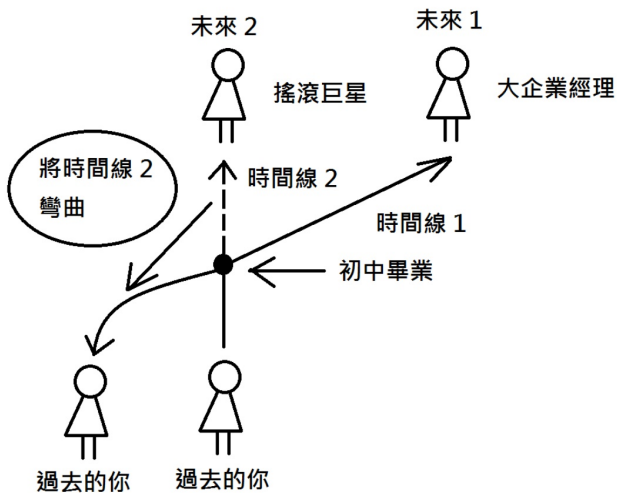 未來 2
未來 1
搖滾巨星
大企業經理
將時間線 2
彎曲
時間線 2
時間線 1
初中畢業
過去的你
過去的你